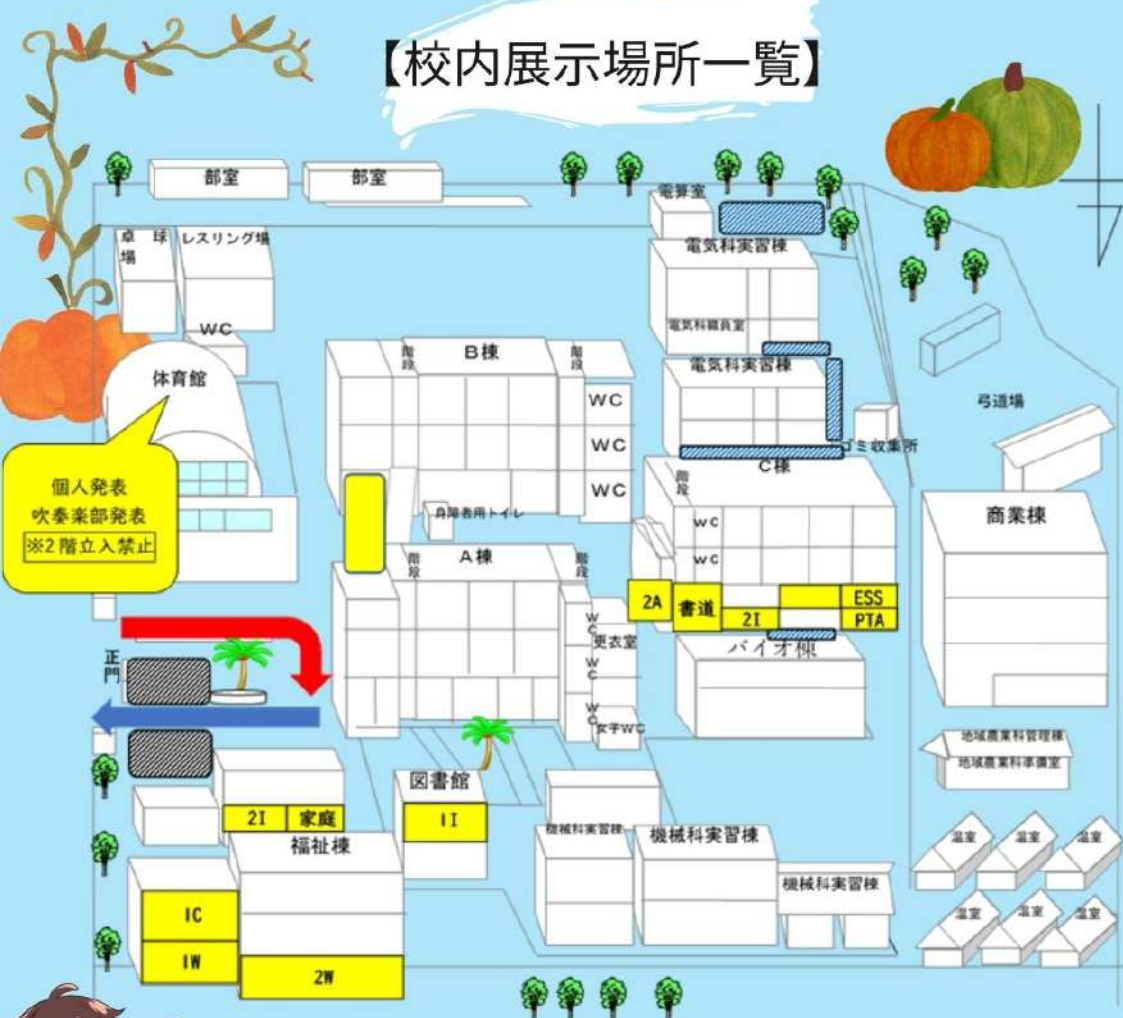 【校内展示場所一覧】
部室
部室
電算室
卓球場
レスリング場
電気科実習棟
WC
電気科職員室
階段
B棟
階段
体育館
電気科実習棟
WC
弓道場
WC
ゴミ収集所
C棟
個人発表
吹奏楽部発表
※2階立入禁止
WC
階段
身障者用トイレ
WC
商業棟
階段
A棟
階段
WC
2A
書道
ESS
2I
PTA
WC
更衣室
バイオ棟
正門
WC
WC
女子WC
地域農業科管理棟
地域農業科準備室
図書館
2I
家庭
1I
機械科実習棟
機械科実習棟
温室
温室
温室
福祉棟
機械科実習棟
1C
温室
温室
温室
1W
2W